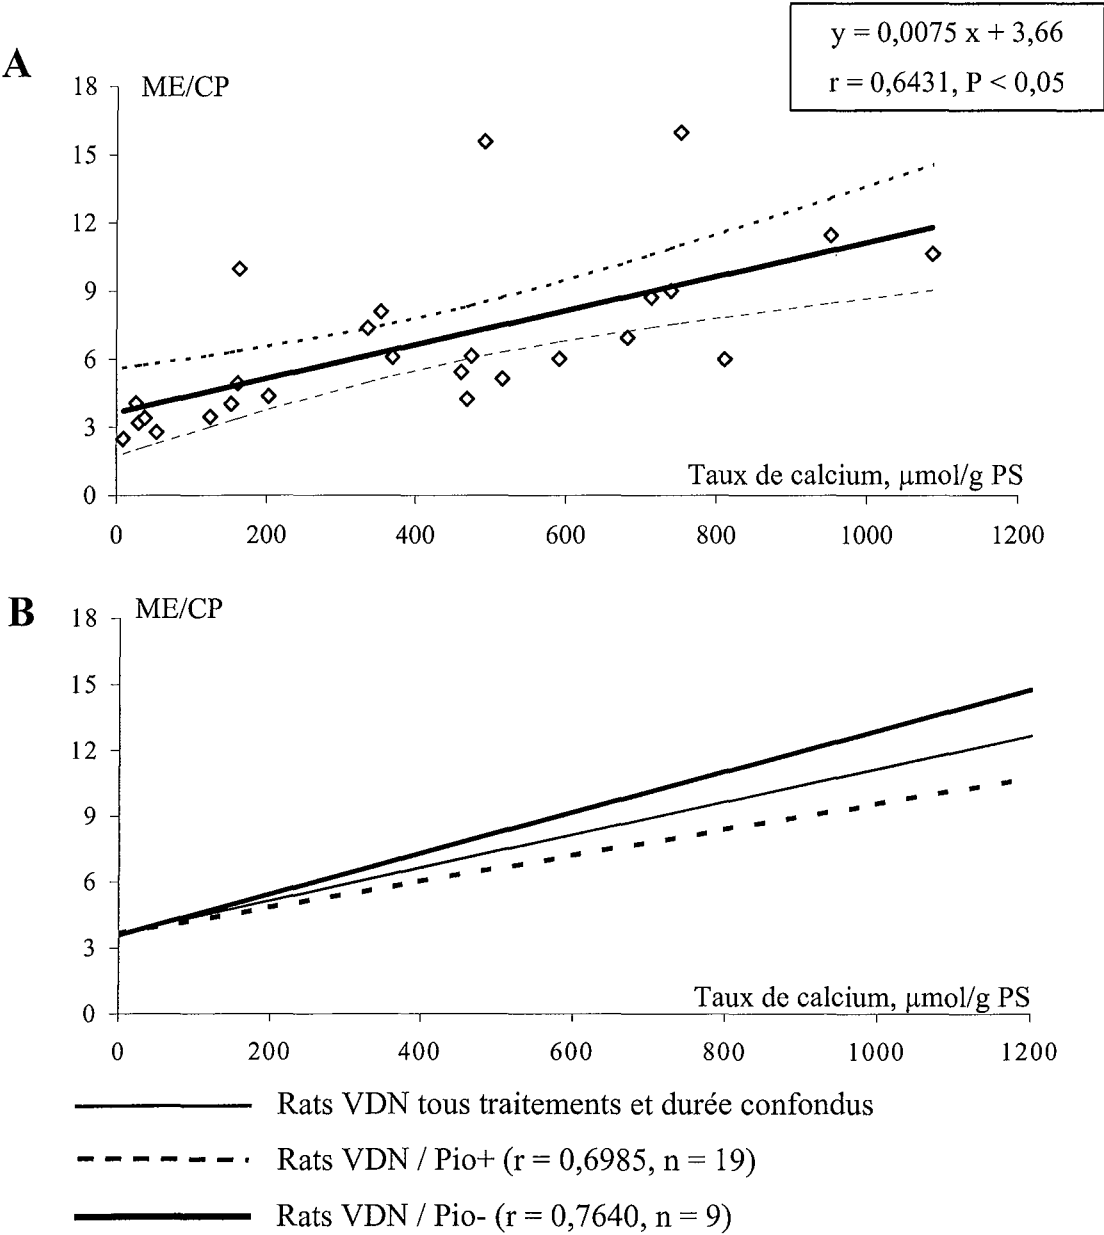 y = 0,0075 x + 3,66
r = 0,6431, P < 0,05
A
ME/CP
18
15
12
9
6
3
0
Taux de calcium, µmol/g PS
0 200 400 600 800 1000 1200
B
ME/CP
18
15
12
9
6
3
0
Taux de calcium, µmol/g PS
0 200 400 600 800 1000 1200
Rats VDN tous traitements et durée confondus
Rats VDN / Pio+ (r = 0,6985, n = 19)
Rats VDN / Pio- (r = 0,7640, n = 9)